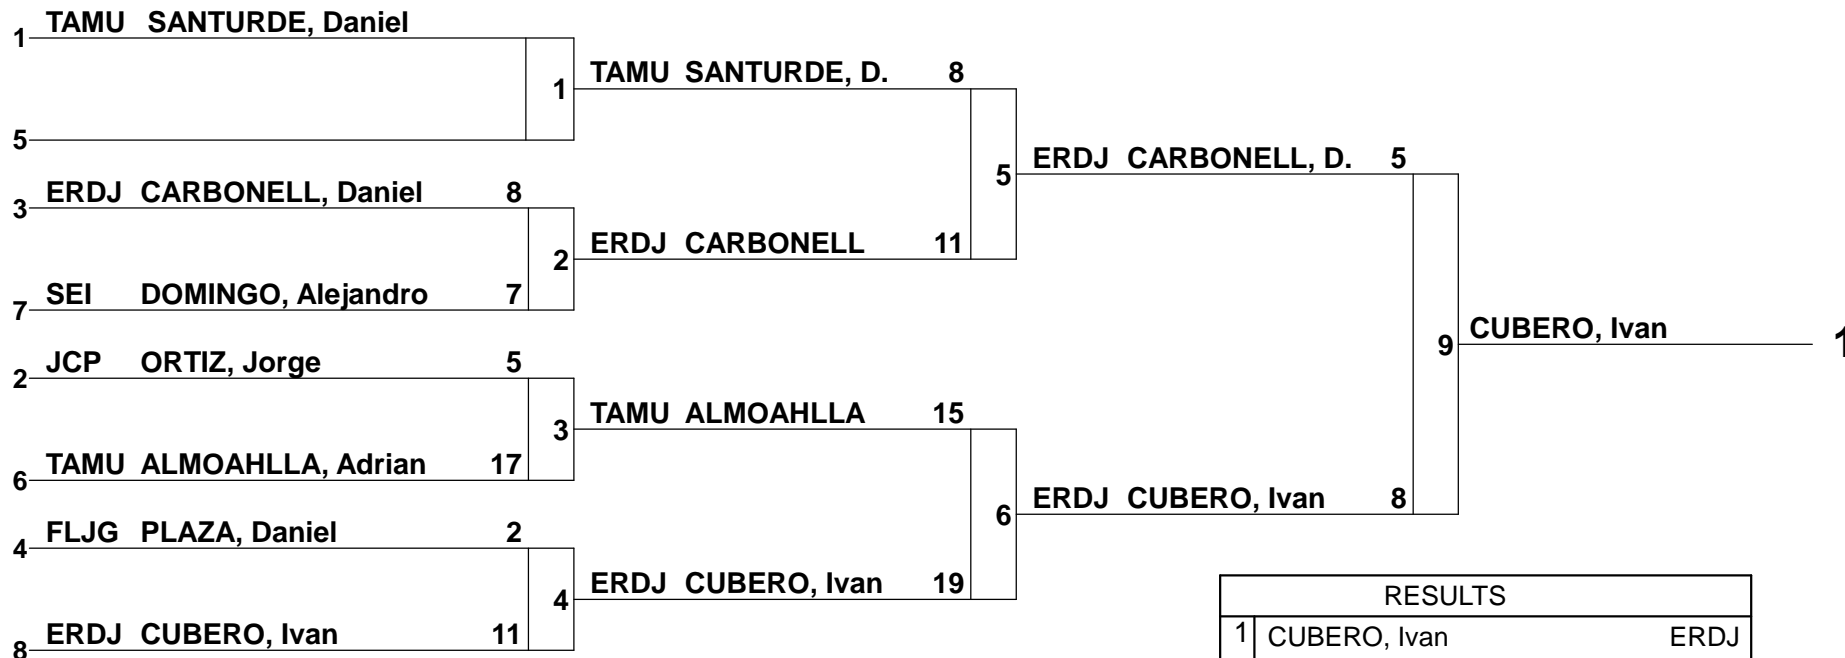 1 TAMU SANTURDE, Daniel
1 TAMU SANTURDE, D. 8
5
5 ERDJ CARBONELL, D. 5
3 ERDJ CARBONELL, Daniel 8
2 ERDJ CARBONELL 11
7 SEI DOMINGO, Alejandro 7
9 CUBERO, Ivan 1
2 JCP ORTIZ, Jorge 5
3 TAMU ALMOAHLLA 15
6 TAMU ALMOAHLLA, Adrian 17
6 ERDJ CUBERO, Ivan 8
4 FLJG PLAZA, Daniel 2
4 ERDJ CUBERO, Ivan 19
8 ERDJ CUBERO, Ivan 11
RESULTS
1 CUBERO, Ivan ERDJ